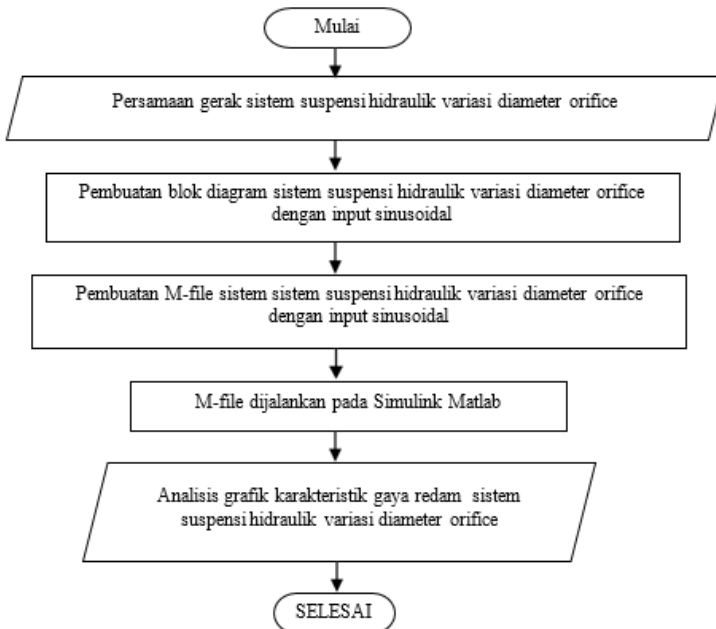 Mulai
Persamaan gerak sistem suspensi hidraulik variasi diameter orifice
Pembuatan blok diagram sistem suspensi hidraulik variasi diameter orifice
dengan input sinusoidal
Pembuatan M-file sistem sistem suspensi hidraulik variasi diameter orifice
dengan input sinusoidal
M-file dijalankan pada Simulink Matlab
Analisis grafik karakteristik gaya redam sistem
suspensi hidraulik variasi diameter orifice
SELESAI